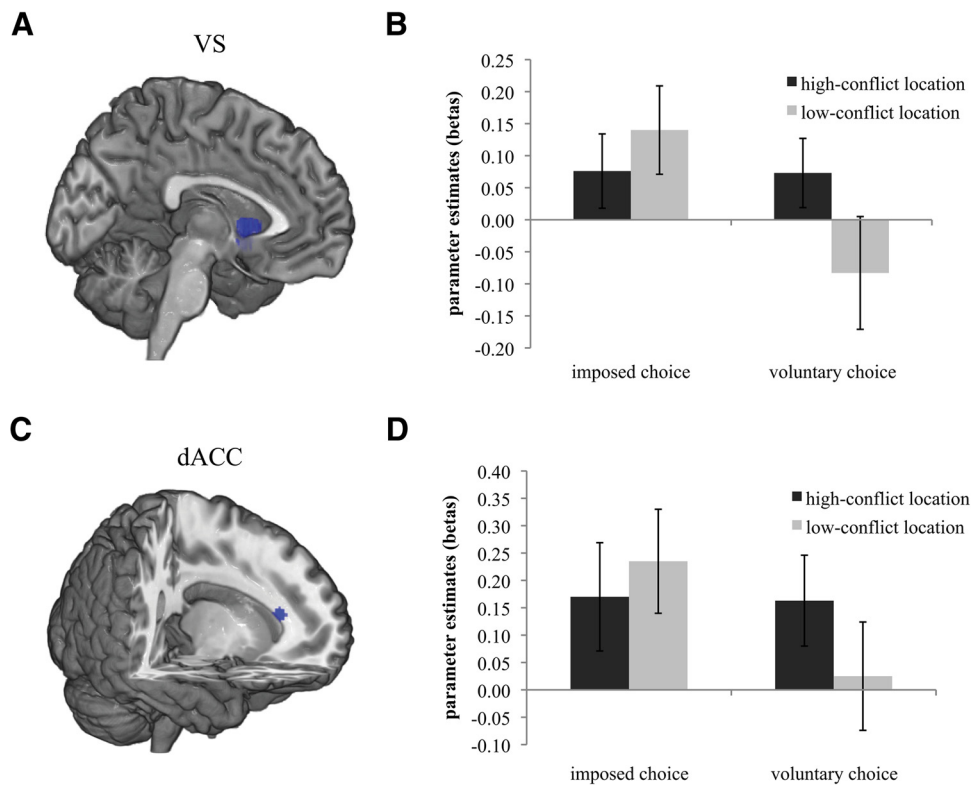 A
VS
B
0.25
0.20
0.15
0.10
0.05
0.00
-0.05
-0.10
-0.15
-0.20
parameter estimates (betas)
high-conflict location
low-conflict location
imposed choice
voluntary choice
C
dACC
D
0.40
0.35
0.30
0.25
0.20
0.15
0.10
0.05
0.00
-0.05
-0.10
parameter estimates (betas)
high-conflict location
low-conflict location
imposed choice
voluntary choice